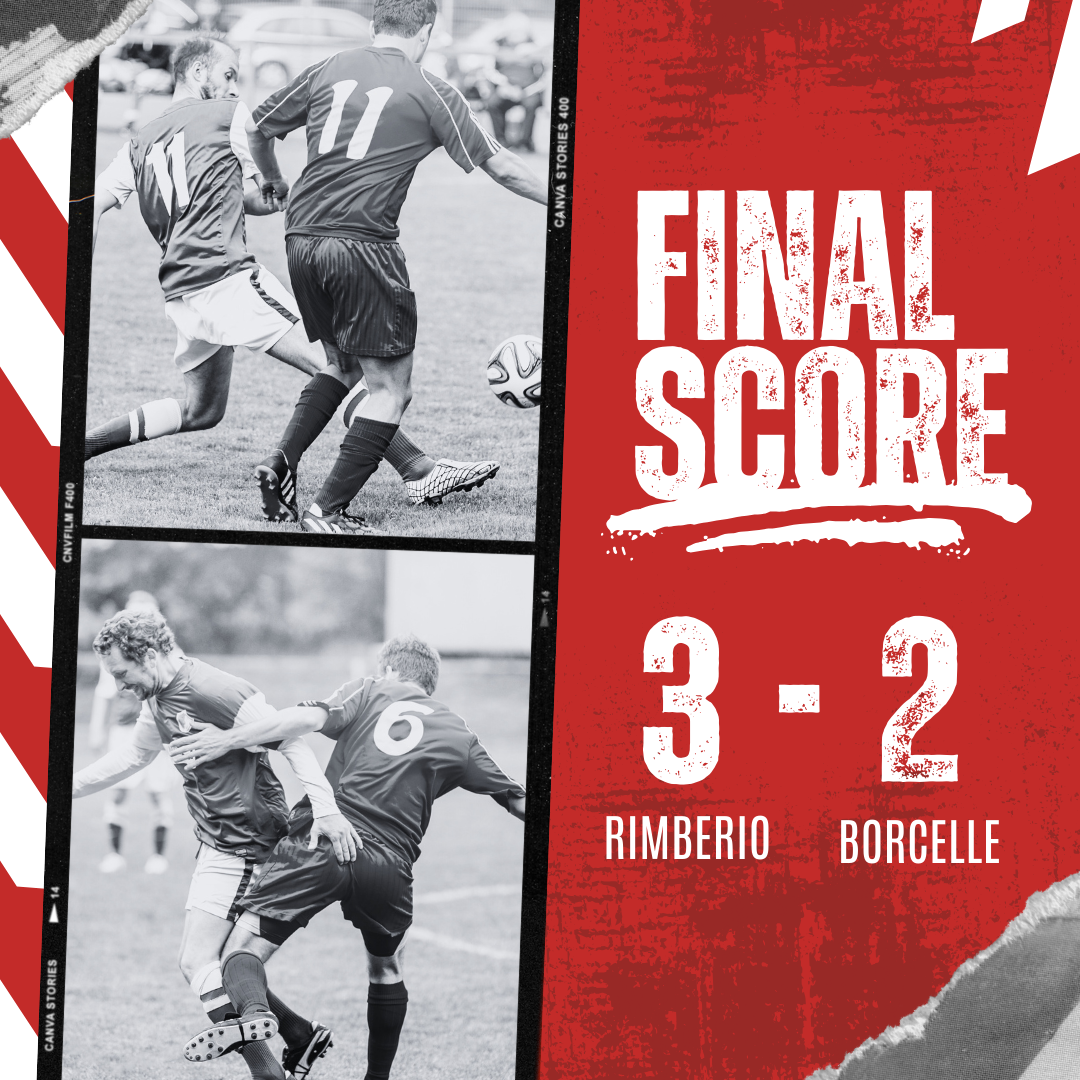 11
11
CANVA STORIES 400
CNVFILM F400
FINAL
SCORE
14
6
3 - 2
RIMBERIO
BORCELLE
14
CANVA STORIES